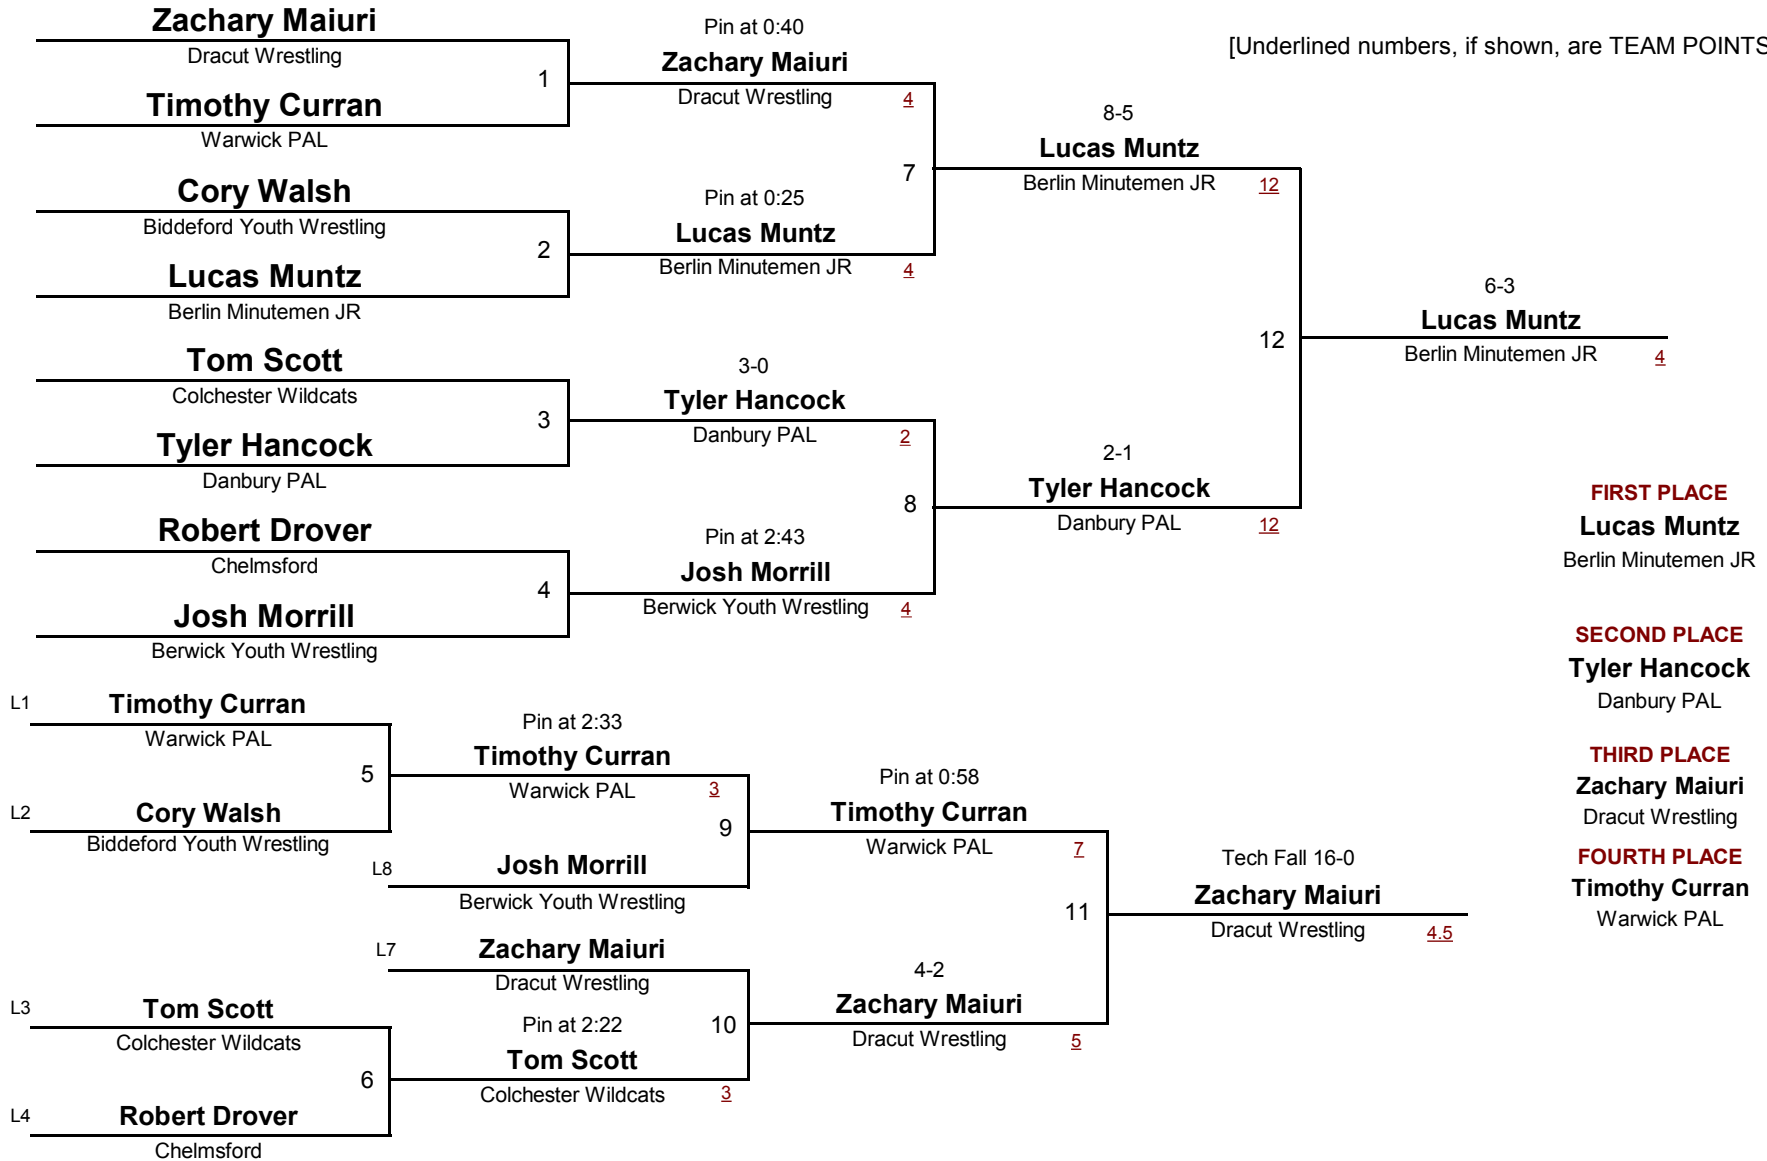 Zachary Maiuri
Dracut Wrestling
1
Timothy Curran
Warwick PAL
Cory Walsh
Biddeford Youth Wrestling
2
Lucas Muntz
Berlin Minutemen JR
Tom Scott
Colchester Wildcats
3
Tyler Hancock
Danbury PAL
Robert Drover
Chelmsford
4
Josh Morrill
Berwick Youth Wrestling
Pin at 0:40
Zachary Maiuri
Dracut Wrestling 4
7
Pin at 0:25
Lucas Muntz
Berlin Minutemen JR 4
3-0
Tyler Hancock
Danbury PAL 2
8
Pin at 2:43
Josh Morrill
Berwick Youth Wrestling 4
[Underlined numbers, if shown, are TEAM POINTS
8-5
Lucas Muntz
Berlin Minutemen JR 12
12
2-1
Tyler Hancock
Danbury PAL 12
6-3
Lucas Muntz
Berlin Minutemen JR 4
L1 Timothy Curran
Warwick PAL
5
L2 Cory Walsh
Biddeford Youth Wrestling
L3 Tom Scott
Colchester Wildcats
6
L4 Robert Drover
Chelmsford
Pin at 2:33
Timothy Curran
Warwick PAL 3
9
L8 Josh Morrill
Berwick Youth Wrestling
L7 Zachary Maiuri
Dracut Wrestling
10
Pin at 2:22
Tom Scott
Colchester Wildcats 3
Pin at 0:58
Timothy Curran
Warwick PAL 7
11
4-2
Zachary Maiuri
Dracut Wrestling 5
Tech Fall 16-0
Zachary Maiuri
Dracut Wrestling 4.5
FIRST PLACE
Lucas Muntz
Berlin Minutemen JR
SECOND PLACE
Tyler Hancock
Danbury PAL
THIRD PLACE
Zachary Maiuri
Dracut Wrestling
FOURTH PLACE
Timothy Curran
Warwick PAL